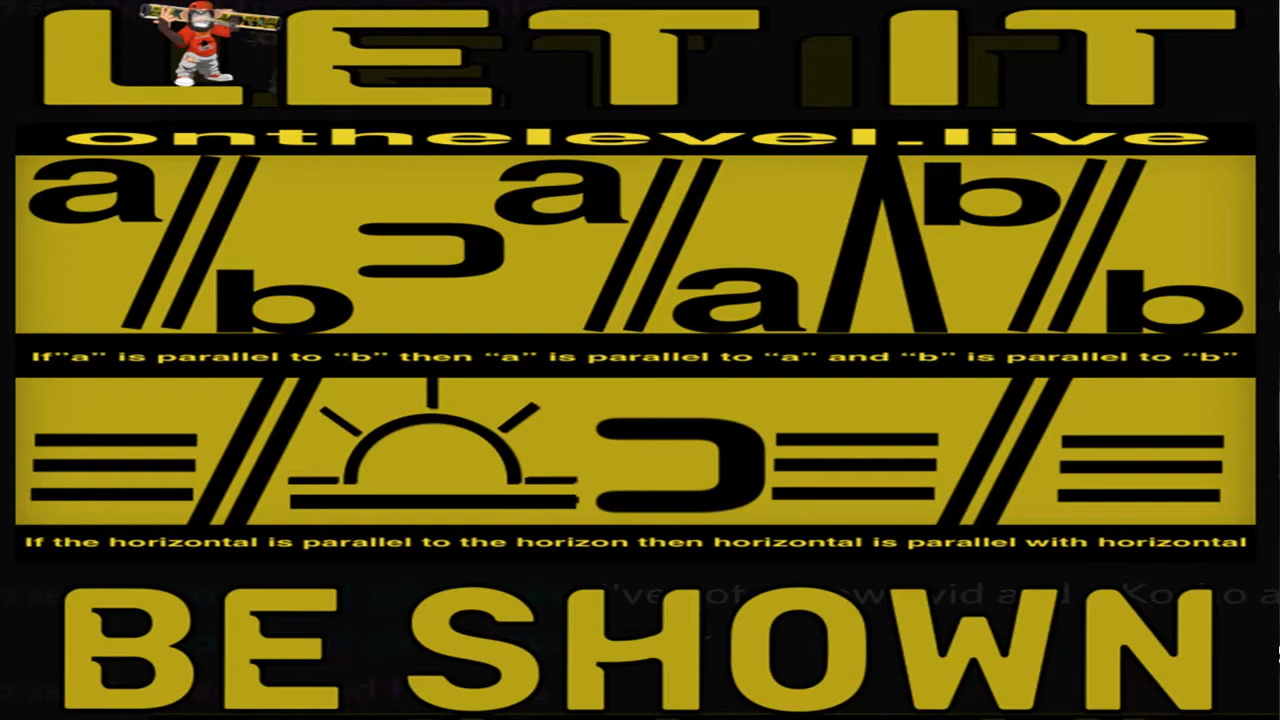 LET IT
onthelevel.live
a // b ⊃ a // a ∧ b // b
If"a" is parallel to “b” then “a” is parallel to “a” and “b” is parallel to “b”
If the horizontal is parallel to the horizon then horizontal is parallel with horizontal
BE SHOWN